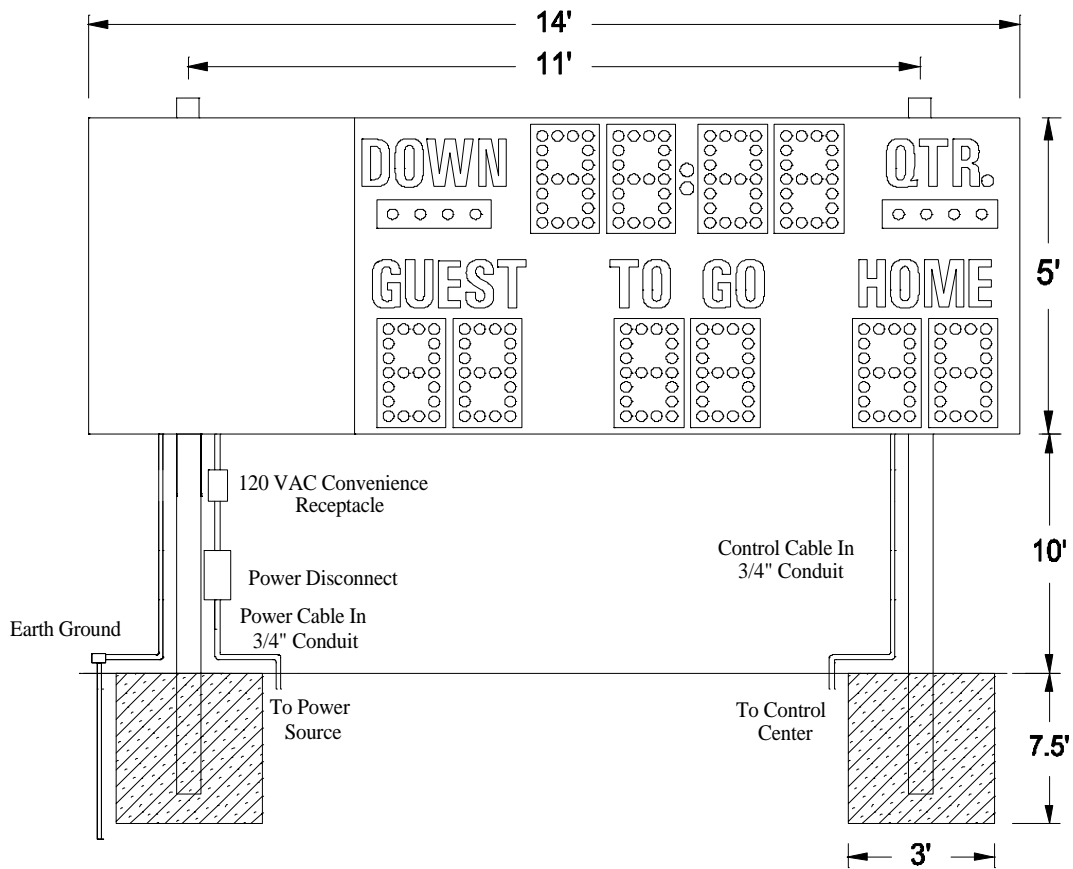 14'
11'
DOWN
QTR.
5'
GUEST TO GO HOME
120 VAC Convenience
Receptacle
Control Cable In
3/4" Conduit
10'
Power Disconnect
Power Cable In
3/4" Conduit
Earth Ground
To Power
Source
To Control
Center
7.5'
3'